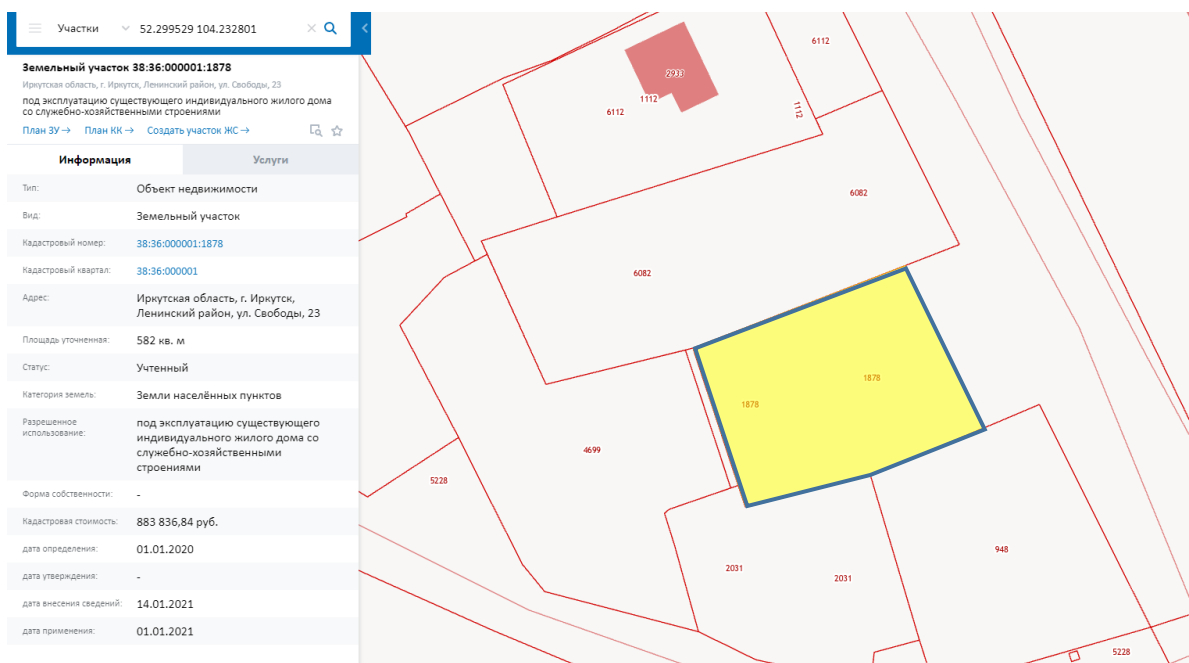 Участки
52.299529 104.232801
Земельный участок 38:36:000001:1878
Иркутская область, г. Иркутск, Ленинский район, ул. Свободы, 23
под эксплуатацию существующего индивидуального жилого дома
со служебно-хозяйственными строениями
План ЗУ → План КК → Создать участок ЖС →
Информация
Услуги
Тип: Объект недвижимости
Вид: Земельный участок
Кадастровый номер: 38:36:000001:1878
Кадастровый квартал: 38:36:000001
Адрес: Иркутская область, г. Иркутск,
Ленинский район, ул. Свободы, 23
Площадь уточненная: 582 кв. м
Статус: Учтенный
Категория земель: Земли населённых пунктов
Разрешенное
использование:
под эксплуатацию существующего
индивидуального жилого дома со
служебно-хозяйственными
строениями
Форма собственности: -
Кадастровая стоимость: 883 836,84 руб.
дата определения: 01.01.2020
дата утверждения: -
дата внесения сведений: 14.01.2021
дата применения: 01.01.2021
6112
2933
1112
6112
1112
6082
6082
1878
1878
4699
5228
948
2031
2031
5228